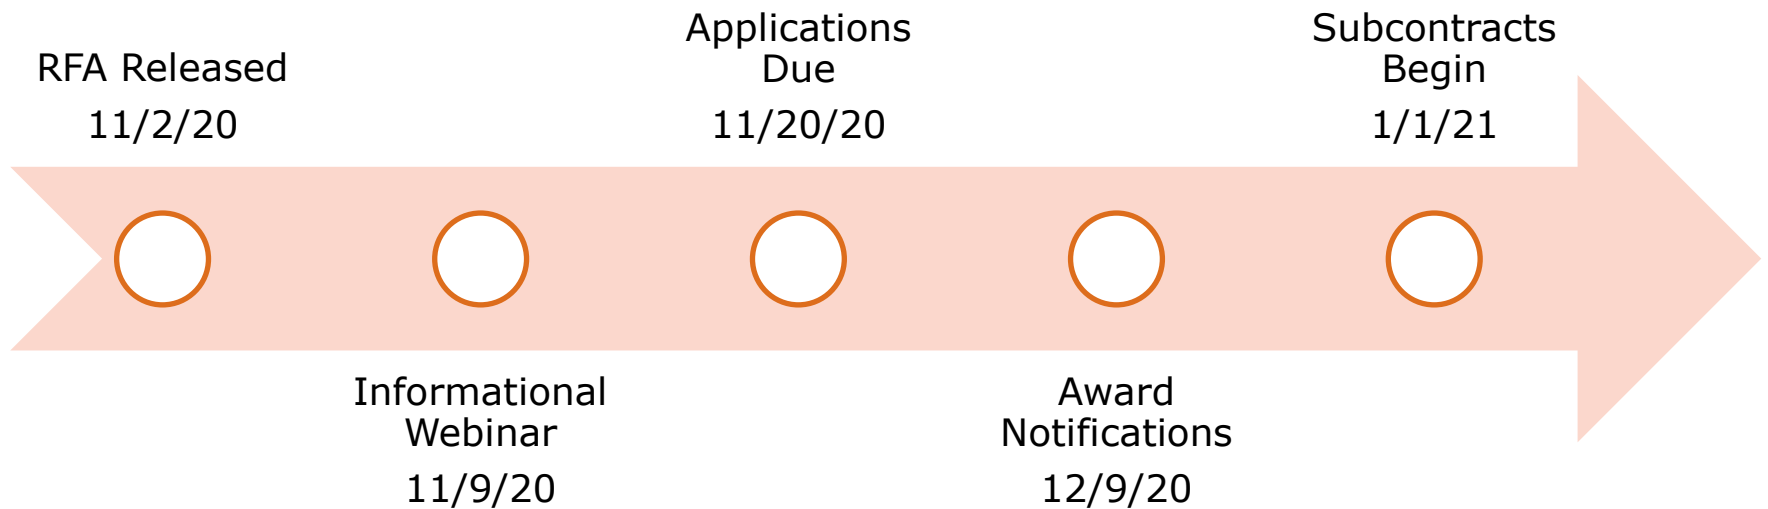 RFA Released
11/2/20
Informational
Webinar
11/9/20
Applications
Due
11/20/20
Award
Notifications
12/9/20
Subcontracts
Begin
1/1/21